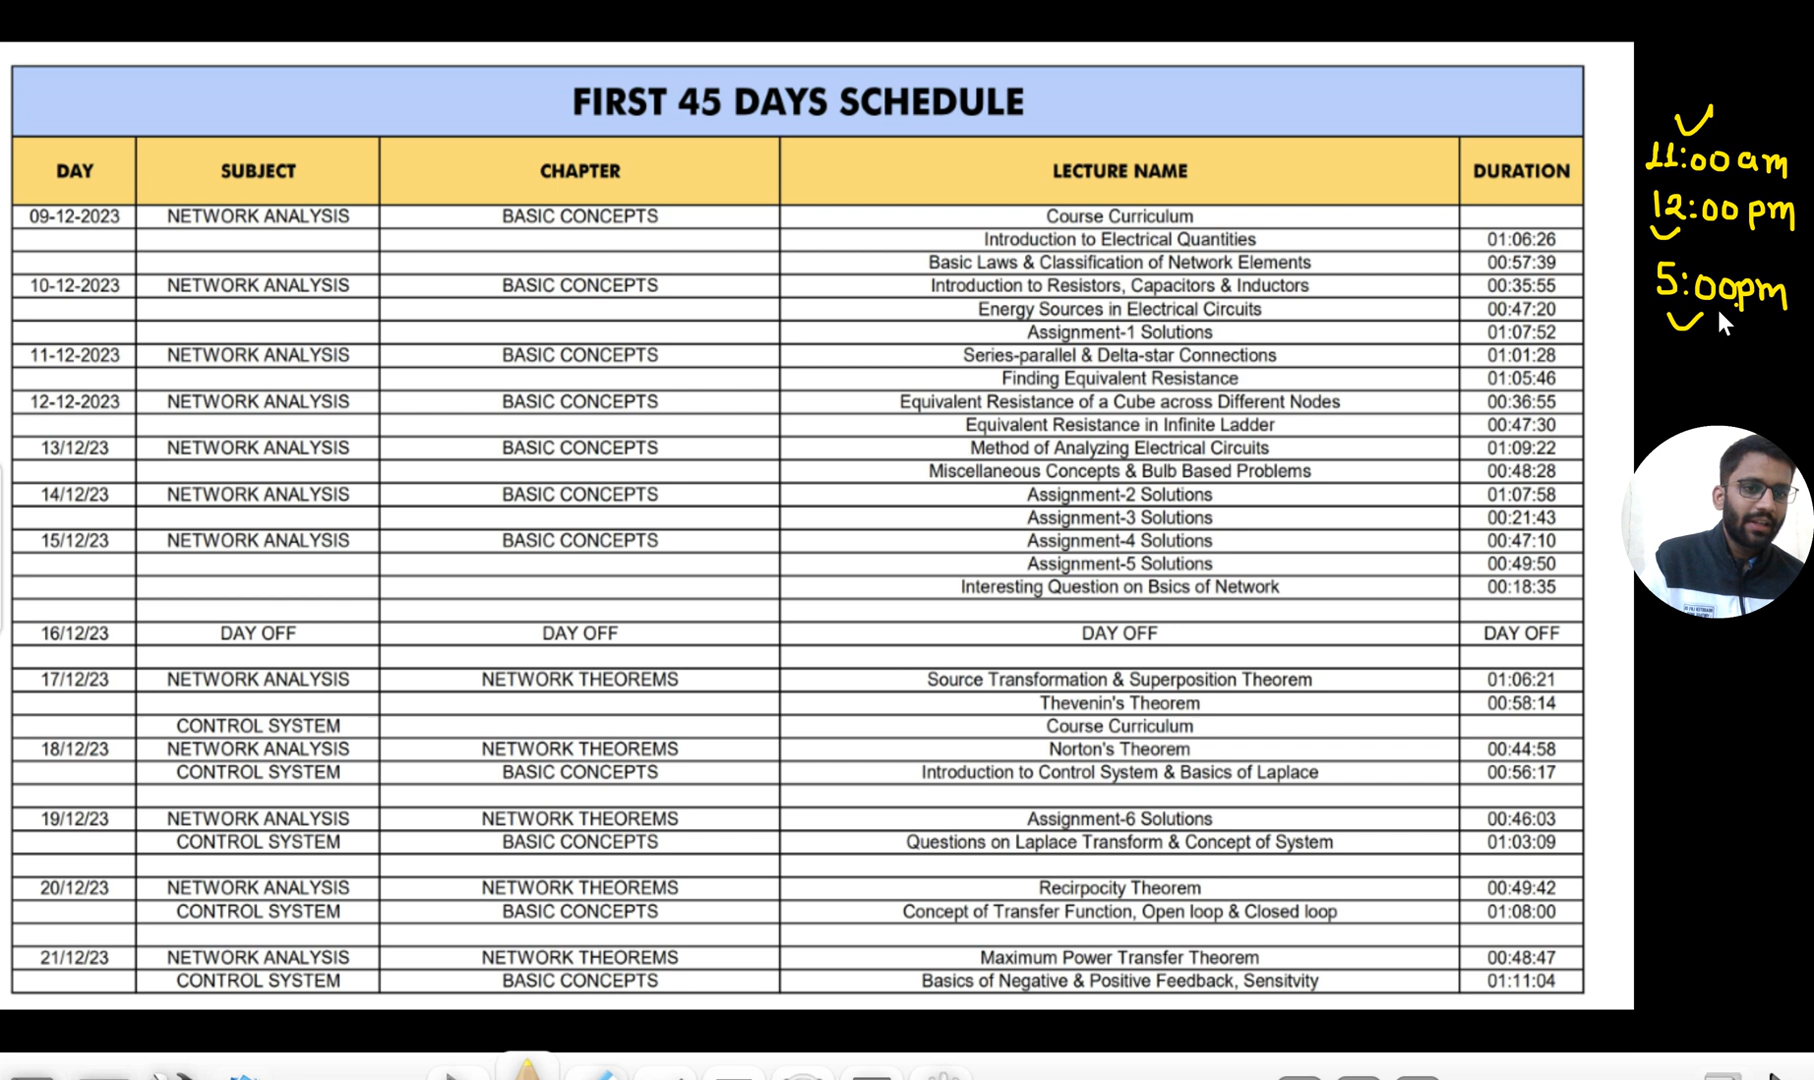 FIRST 45 DAYS SCHEDULE
DAY SUBJECT CHAPTER LECTURE NAME DURATION
09-12-2023 NETWORK ANALYSIS BASIC CONCEPTS Course Curriculum
Introduction to Electrical Quantities 01:06:26
Basic Laws & Classification of Network Elements 00:57:39
10-12-2023 NETWORK ANALYSIS BASIC CONCEPTS Introduction to Resistors, Capacitors & Inductors 00:35:55
Energy Sources in Electrical Circuits 00:47:20
Assignment-1 Solutions 01:07:52
11-12-2023 NETWORK ANALYSIS BASIC CONCEPTS Series-parallel & Delta-star Connections 01:01:28
Finding Equivalent Resistance 01:05:46
12-12-2023 NETWORK ANALYSIS BASIC CONCEPTS Equivalent Resistance of a Cube across Different Nodes 00:36:55
Equivalent Resistance in Infinite Ladder 00:47:30
13/12/23 NETWORK ANALYSIS BASIC CONCEPTS Method of Analyzing Electrical Circuits 01:09:22
Miscellaneous Concepts & Bulb Based Problems 00:48:28
14/12/23 NETWORK ANALYSIS BASIC CONCEPTS Assignment-2 Solutions 01:07:58
Assignment-3 Solutions 00:21:43
15/12/23 NETWORK ANALYSIS BASIC CONCEPTS Assignment-4 Solutions 00:47:10
Assignment-5 Solutions 00:49:50
Interesting Question on Bsics of Network 00:18:35
16/12/23 DAY OFF DAY OFF DAY OFF DAY OFF
17/12/23 NETWORK ANALYSIS NETWORK THEOREMS Source Transformation & Superposition Theorem 01:06:21
Thevenin's Theorem 00:58:14
CONTROL SYSTEM Course Curriculum
18/12/23 NETWORK ANALYSIS NETWORK THEOREMS Norton's Theorem 00:44:58
CONTROL SYSTEM BASIC CONCEPTS Introduction to Control System & Basics of Laplace 00:56:17
19/12/23 NETWORK ANALYSIS NETWORK THEOREMS Assignment-6 Solutions 00:46:03
CONTROL SYSTEM BASIC CONCEPTS Questions on Laplace Transform & Concept of System 01:03:09
20/12/23 NETWORK ANALYSIS NETWORK THEOREMS Recirpocity Theorem 00:49:42
CONTROL SYSTEM BASIC CONCEPTS Concept of Transfer Function, Open loop & Closed loop 01:08:00
21/12/23 NETWORK ANALYSIS NETWORK THEOREMS Maximum Power Transfer Theorem 00:48:47
CONTROL SYSTEM BASIC CONCEPTS Basics of Negative & Positive Feedback, Sensitvity 01:11:04
11:00 am
12:00 pm
5:00pm